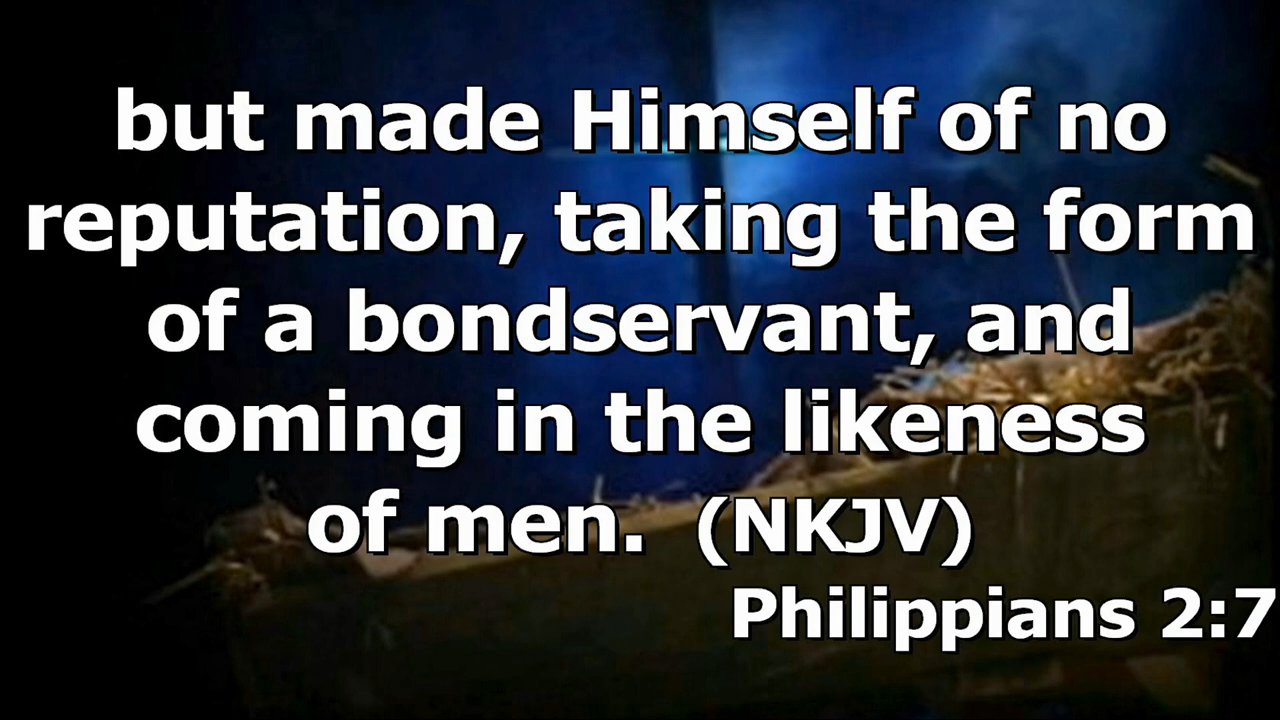 but made Himself of no
reputation, taking the form
of a bondservant, and
coming in the likeness
of men.  (NKJV)
Philippians 2:7